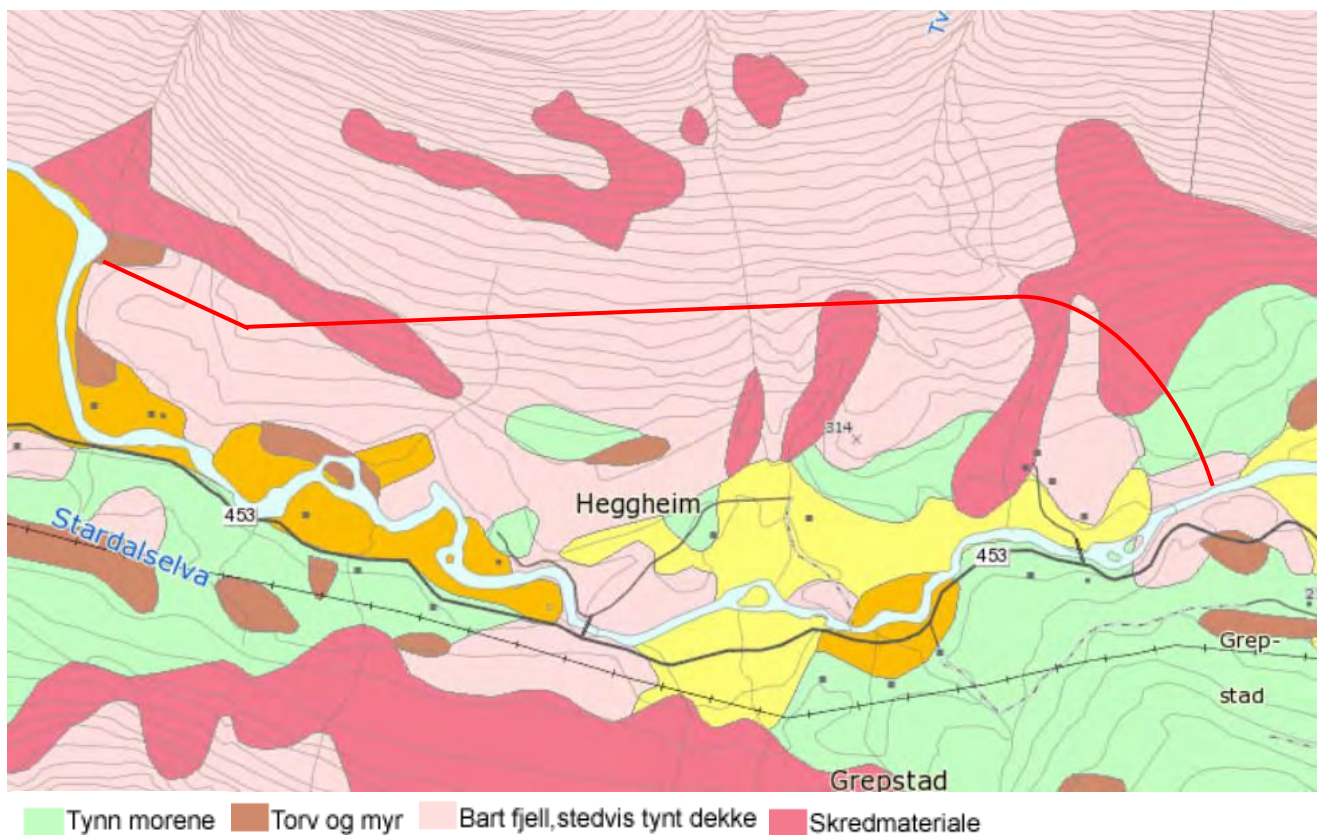 Tv
314
Heggheim
453
Stardalselva
453
2
Grep-
stad
Grepstad
Tynn morene Torv og myr Bart fjell,stedvis tynt dekke Skredmateriale